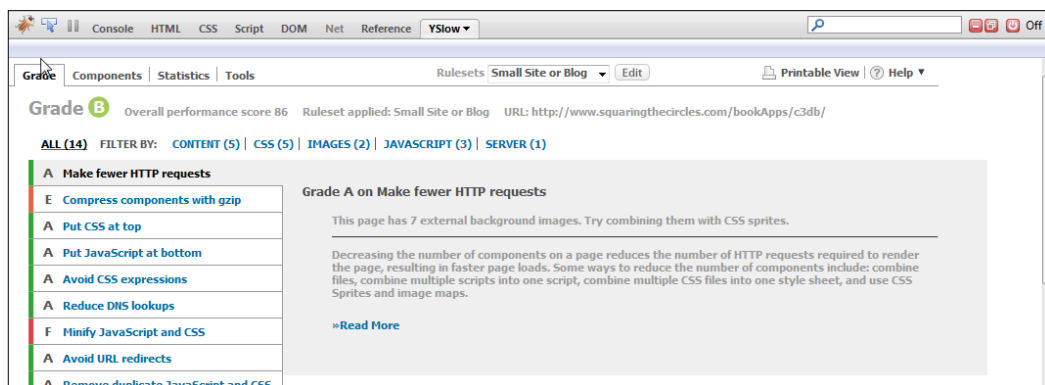 Console HTML CSS Script DOM Net Reference YSlow Off
Grade Components Statistics Tools Rulesets Small Site or Blog Edit Printable View ? Help
Grade B Overall performance score 86 Ruleset applied: Small Site or Blog URL: http://www.squaringthecircles.com/bookApps/c3db/
ALL (14) FILTER BY: CONTENT (5) CSS (5) IMAGES (2) JAVASCRIPT (3) SERVER (1)
A Make fewer HTTP requests
E Compress components with gzip
A Put CSS at top
A Put JavaScript at bottom
A Avoid CSS expressions
A Reduce DNS lookups
F Minify JavaScript and CSS
A Avoid URL redirects
A Remove duplicate JavaScript and CSS
Grade A on Make fewer HTTP requests
This page has 7 external background images. Try combining them with CSS sprites.
Decreasing the number of components on a page reduces the number of HTTP requests required to render
the page, resulting in faster page loads. Some ways to reduce the number of components include: combine
files, combine multiple scripts into one script, combine multiple CSS files into one style sheet, and use CSS
Sprites and image maps.
»Read More